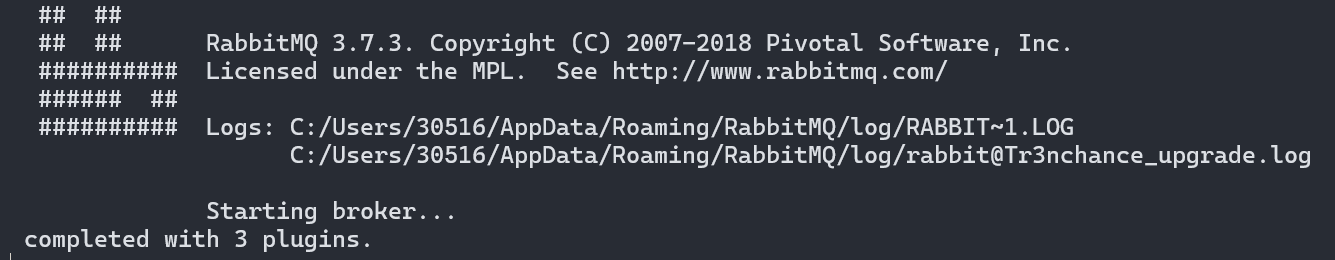 ##  ##
##  ##      RabbitMQ 3.7.3. Copyright (C) 2007-2018 Pivotal Software, Inc.
##########  Licensed under the MPL.  See http://www.rabbitmq.com/
######  ##
##########  Logs: C:/Users/30516/AppData/Roaming/RabbitMQ/log/RABBIT~1.LOG
                  C:/Users/30516/AppData/Roaming/RabbitMQ/log/rabbit@Tr3nchance_upgrade.log
            Starting broker...
completed with 3 plugins.